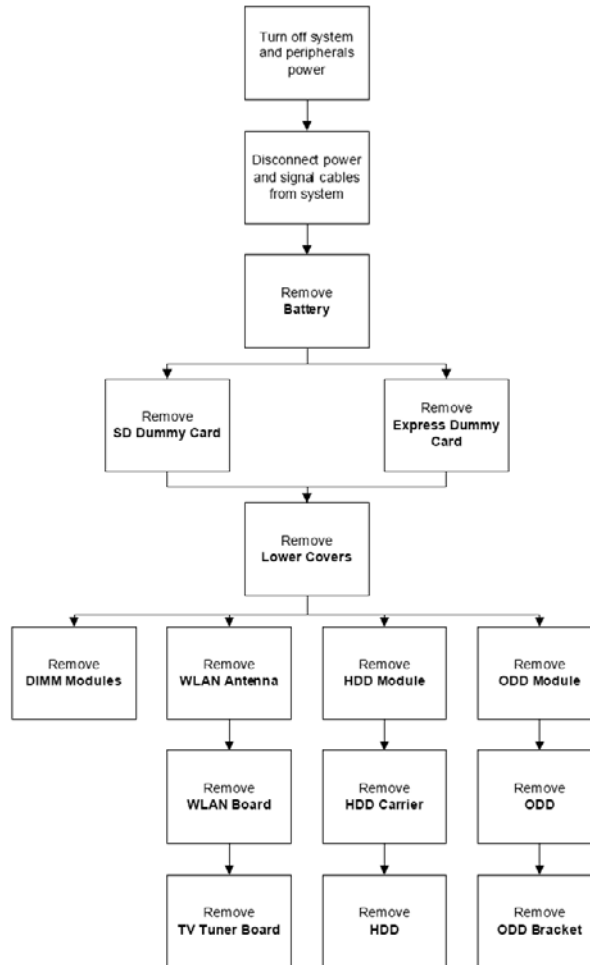 Turn off system
and peripherals
power
Disconnect power
and signal cables
from system
Remove
Battery
Remove
SD Dummy Card
Remove
Express Dummy
Card
Remove
Lower Covers
Remove
DIMM Modules
Remove
WLAN Antenna
Remove
HDD Module
Remove
ODD Module
Remove
WLAN Board
Remove
HDD Carrier
Remove
ODD
Remove
TV Tuner Board
Remove
HDD
Remove
ODD Bracket